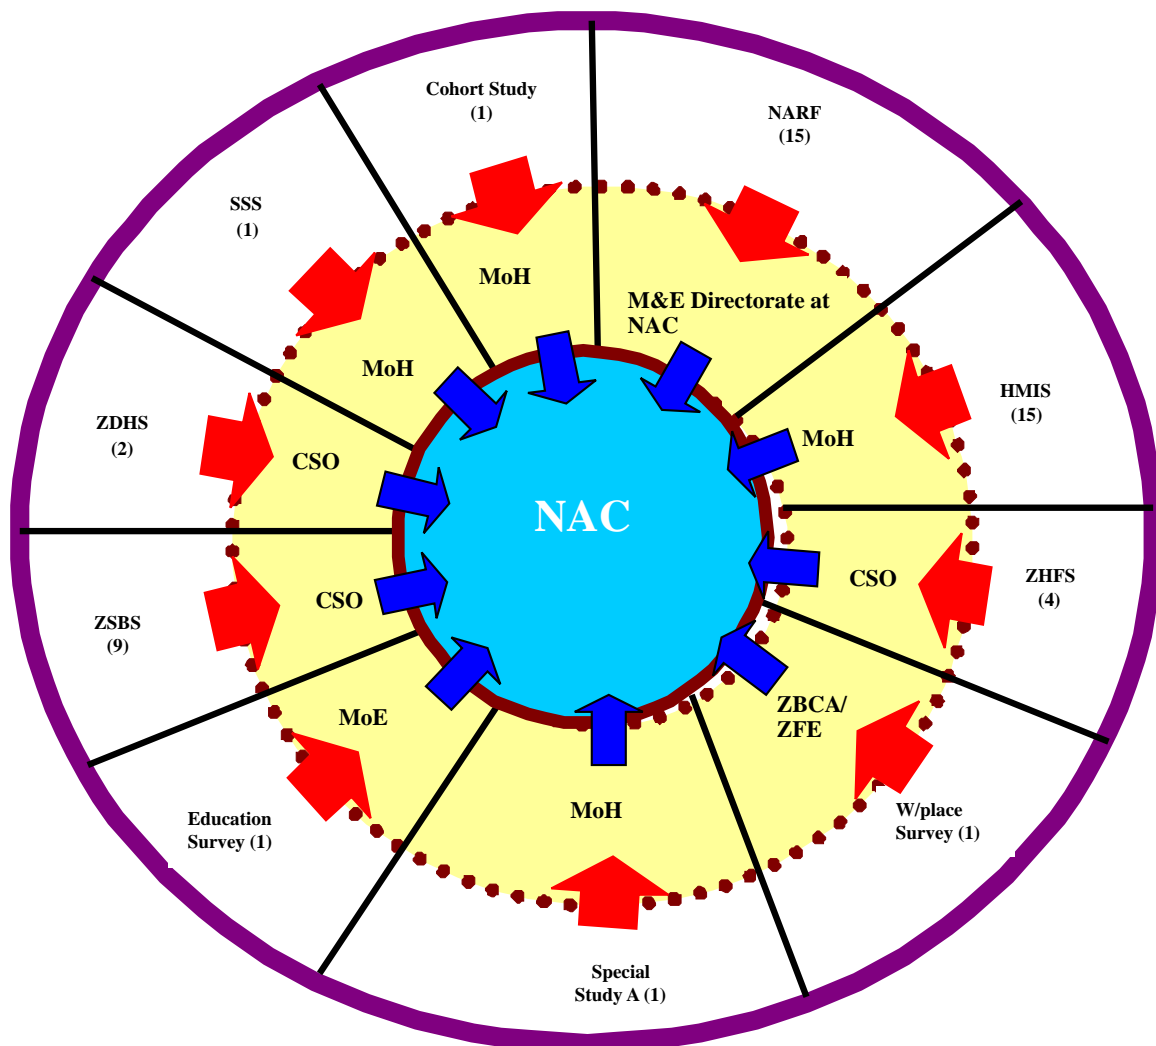 Cohort Study
(1)
NARF
(15)
SSS
(1)
MoH
M&E Directorate at
NAC
MoH
HMIS
(15)
MoH
ZDHS
(2)
CSO
NAC
CSO
ZHFS
(4)
ZSBS
(9)
CSO
MoE
ZBCA/
ZFE
Education
Survey (1)
MoH
W/place
Survey (1)
Special
Study A (1)